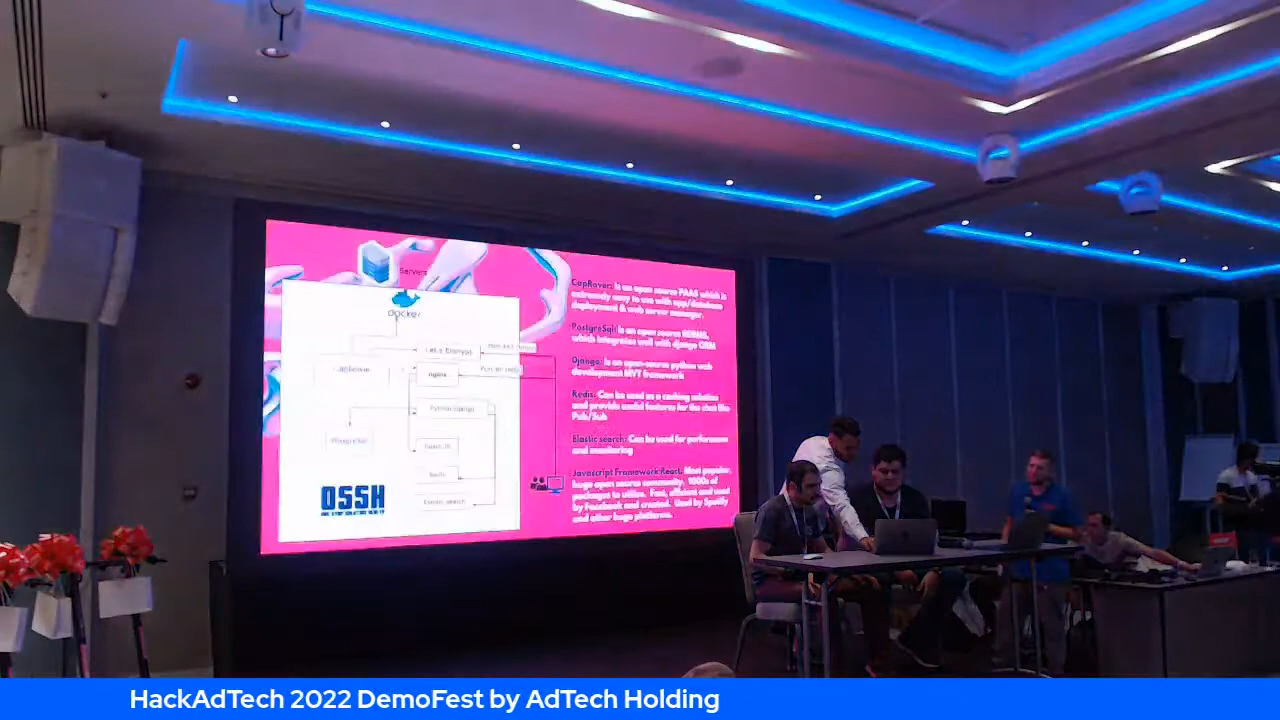 Servers
docker
Let's Encrypt
nginx
CapRover
Python django
PostgreSql
React JS
Redis
Elastic search
OSSH
CapRover: Is an open source PAAS which is
extremely easy to use with app/database
deployment & web server manager.
PostgreSql: Is an open source RDBMS,
which integrates well with django ORM
Django: Is an open-source python web
development MVT framework
Redis: Can be used as a caching solution
and provide useful features for the chat like
Pub/Sub
Elastic search: Can be used for performance
and monitoring
Javascript Framework:React. Most popular,
huge open source community. 1000s of
packages to utilize. Fast, efficient and used
by Facebook and created. Used by Spotify
and other huge platforms.
HackAdTech 2022 DemoFest by AdTech Holding